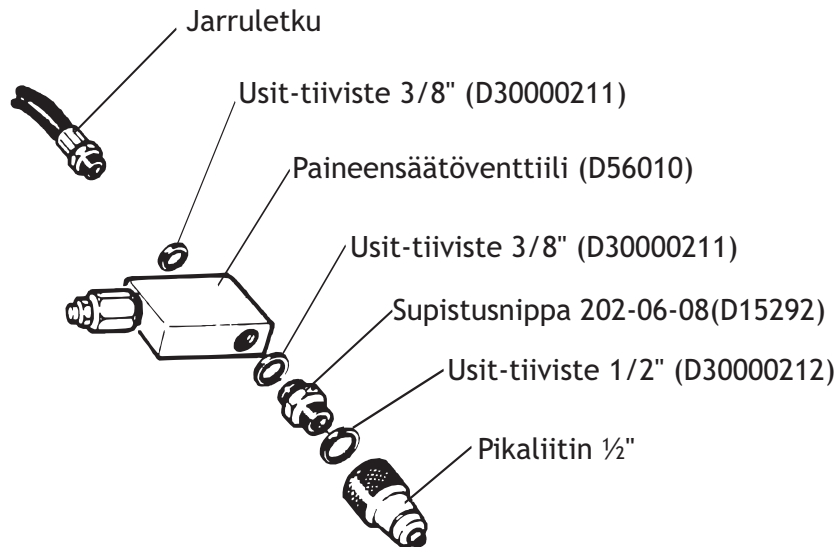 Jarruletku
Usit-tiiviste 3/8" (D30000211)
Paineensäätöventtiili (D56010)
Usit-tiiviste 3/8" (D30000211)
Supistusnippa 202-06-08(D15292)
Usit-tiiviste 1/2" (D30000212)
Pikaliitin ½"